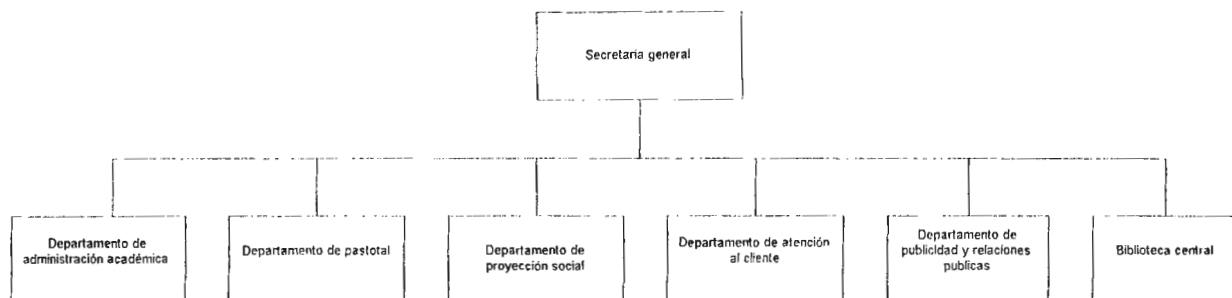 Secretaria general
Departamento de
administración académica
Departamento de pastotal
Departamento de
proyección social
Departamento de atención
al cliente
Departamento de
publicidad y relaciones
publicas
Biblioteca central